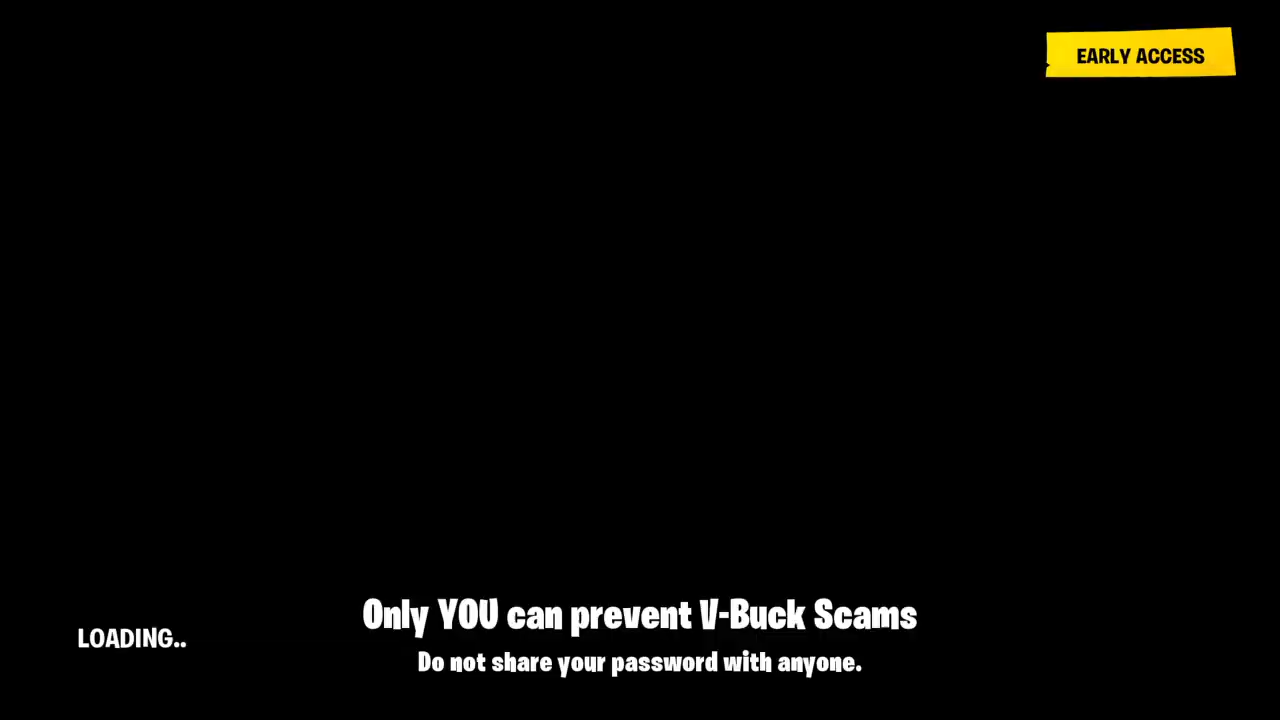 EARLY ACCESS
Only YOU can prevent V-Buck Scams
LOADING..
Do not share your password with anyone.